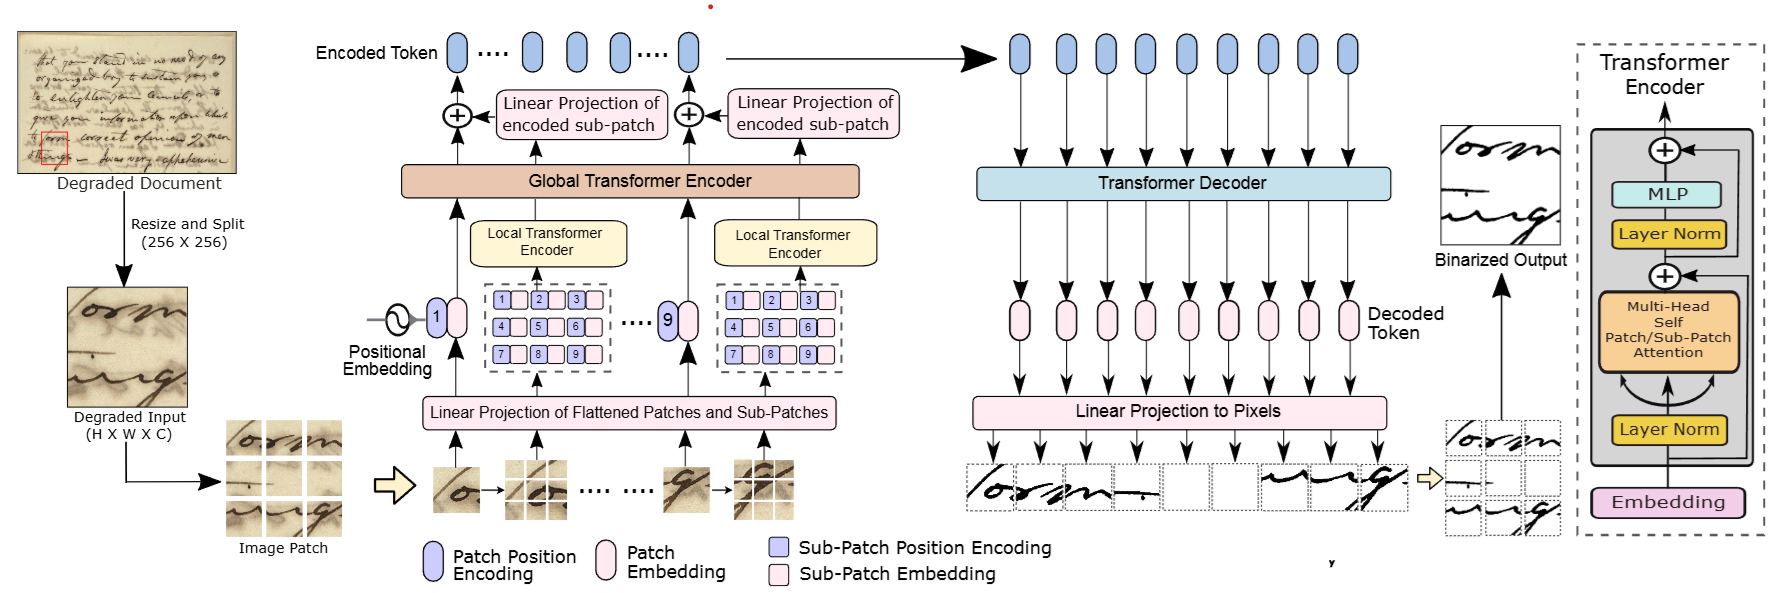 Degraded Document
Resize and Split
(256 X 256)
Degraded Input
(H X W X C)
Image Patch
Encoded Token
Linear Projection of
encoded sub-patch
Linear Projection of
encoded sub-patch
Global Transformer Encoder
Local Transformer
Encoder
Local Transformer
Encoder
1
Positional
Embedding
1 2 3
4 5 6
7 8 9
9
1 2 3
4 5 6
7 8 9
Linear Projection of Flattened Patches and Sub-Patches
Patch Position
Encoding
Patch
Embedding
Sub-Patch Position Encoding
Sub-Patch Embedding
Transformer Decoder
Decoded
Token
Linear Projection to Pixels
Binarized Output
Transformer
Encoder
MLP
Layer Norm
Multi-Head
Self
Patch/Sub-Patch
Attention
Layer Norm
Embedding